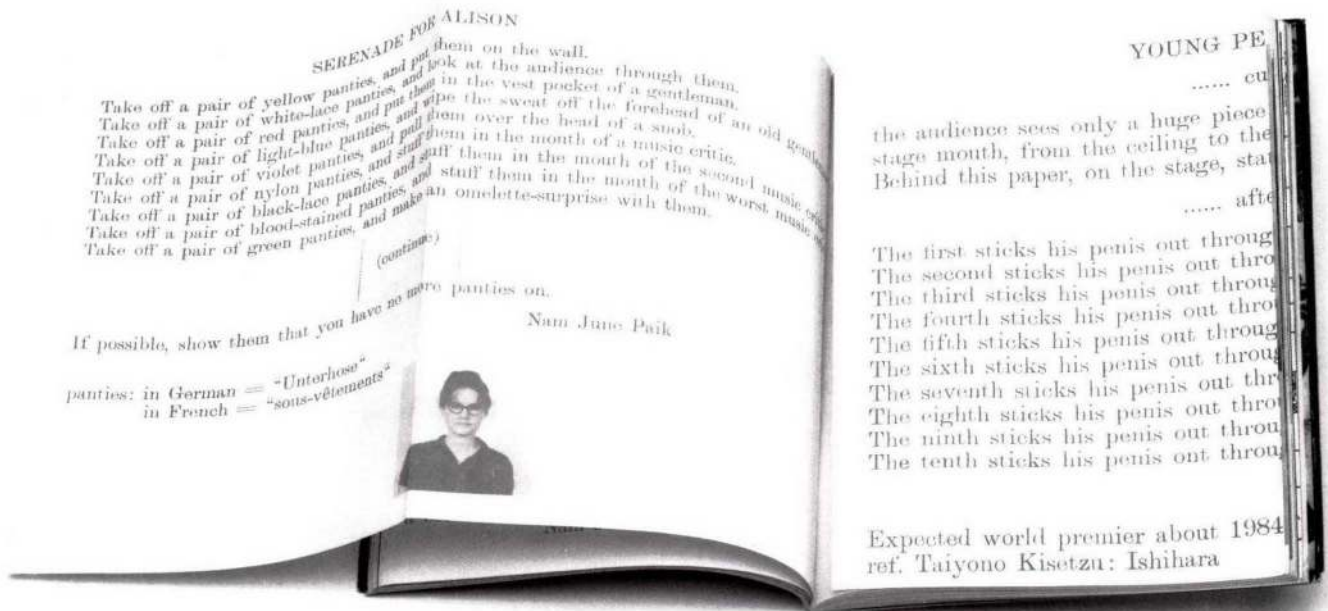 SERENADE FOR ALISON
Take off a pair of yellow panties, and put them on the wall.
Take off a pair of white-lace panties, and look at the audience through them.
Take off a pair of red panties, and put them in the vest pocket of a gentleman.
Take off a pair of light-blue panties, and wipe the sweat off the forehead of an old gentle
Take off a pair of violet panties, and pull them over the head of a snob.
Take off a pair of nylon panties, and stuff them in the mouth of a music critic.
Take off a pair of black-lace panties, and stuff them in the mouth of the second music critic
Take off a pair of blood-stained panties, and stuff them in the mouth of the worst music
Take off a pair of green panties, and make an omelette-surprise with them.
(continue)
If possible, show them that you have no more panties on.
Nam June Paik
panties: in German = "Unterhose"
in French = "sous-vêtements"
YOUNG PE
...... cu
the audience sees only a huge piece
stage mouth, from the ceiling to the
Behind this paper, on the stage, sta
...... afte
The first sticks his penis out throug
The second sticks his penis out thro
The third sticks his penis out throug
The fourth sticks his penis out throu
The fifth sticks his penis out throug
The sixth sticks his penis out throug
The seventh sticks his penis out thr
The eighth sticks his penis out thro
The ninth sticks his penis out throu
The tenth sticks his penis out throug
Expected world premier about 1984
ref. Taiyono Kisetzu: Ishihara